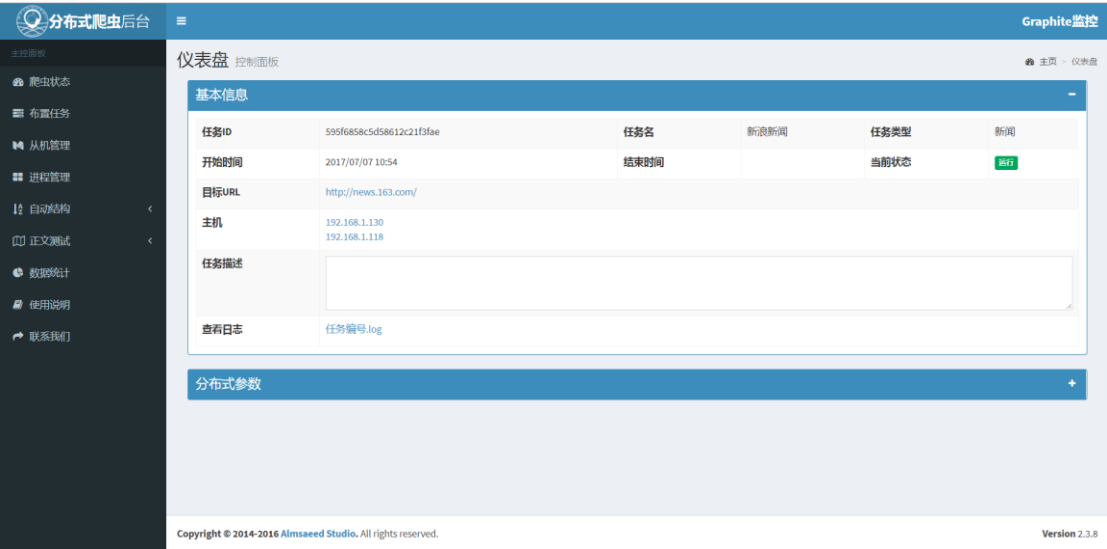 分布式爬虫后台
Graphite监控
主控面板
爬虫状态
布置任务
从机管理
进程管理
自动结构
正文测试
数据统计
使用说明
联系我们
仪表盘 控制面板
主页 > 仪表盘
基本信息
任务ID 595f6858c5d58612c21f3fae 任务名 新浪新闻 任务类型 新闻
开始时间 2017/07/07 10:54 结束时间 当前状态 运行
目标URL http://news.163.com/
主机 192.168.1.130
192.168.1.118
任务描述
查看日志 任务编号.log
分布式参数
Copyright © 2014-2016 Almsaeed Studio. All rights reserved.
Version 2.3.8